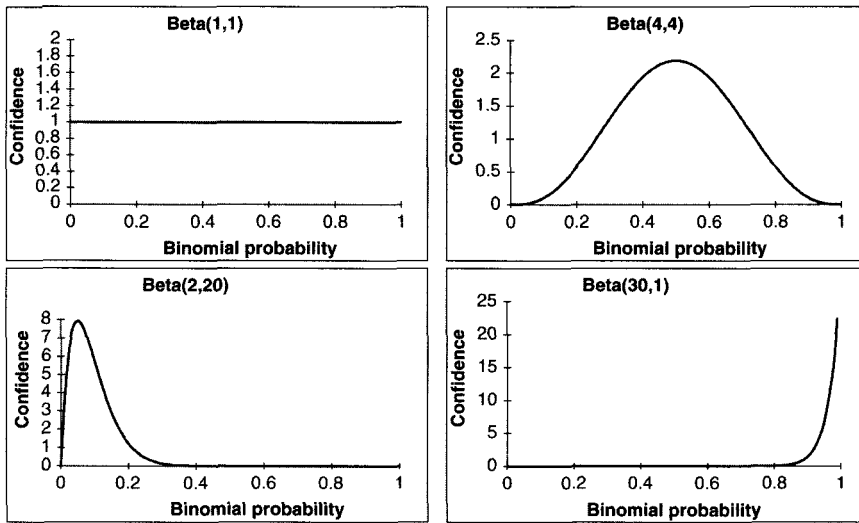 Beta(1,1)
Confidence
2
1.8
1.6
1.4
1.2
1
0.8
0.6
0.4
0.2
0
0 0.2 0.4 0.6 0.8 1
Binomial probability
Beta(4,4)
Confidence
2.5
2
1.5
1
0.5
0
0 0.2 0.4 0.6 0.8 1
Binomial probability
Beta(2,20)
Confidence
8
7
6
5
4
3
2
1
0
0 0.2 0.4 0.6 0.8 1
Binomial probability
Beta(30,1)
Confidence
25
20
15
10
5
0
0 0.2 0.4 0.6 0.8 1
Binomial probability